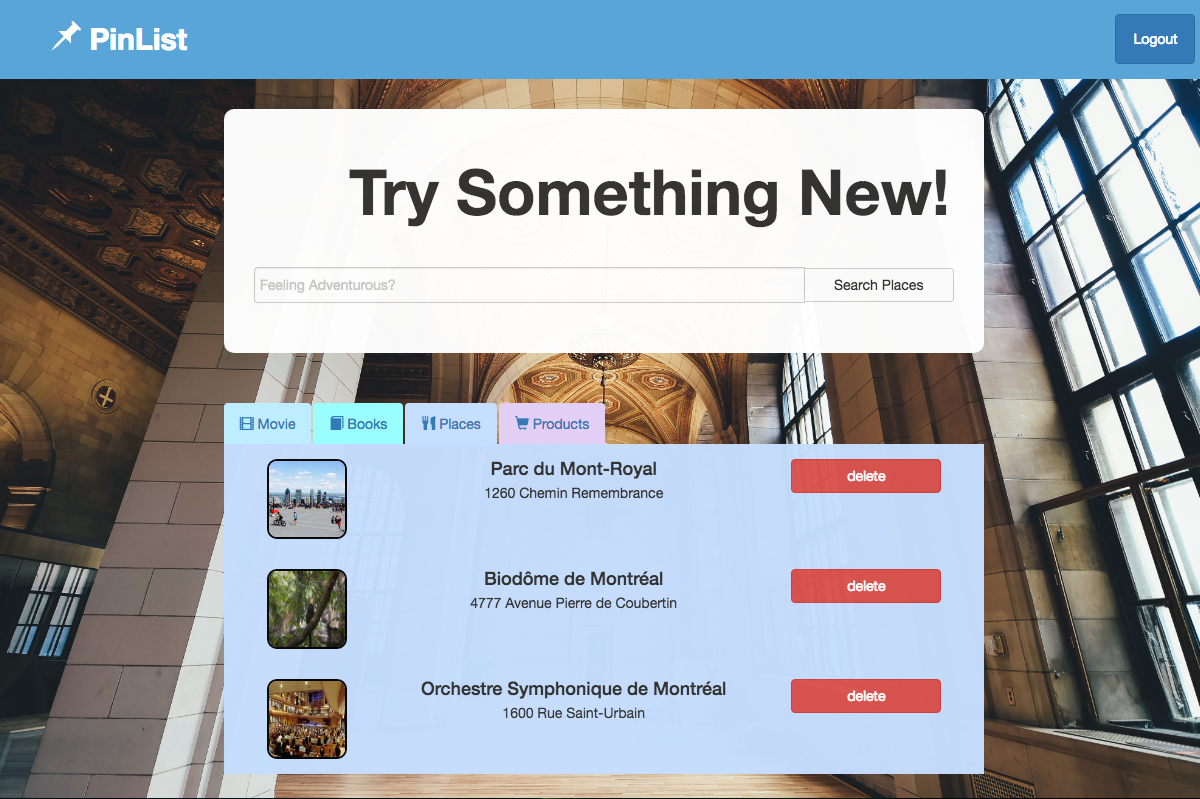 PinList
Logout
Try Something New!
Feeling Adventurous?
Search Places
Movie
Books
Places
Products
Parc du Mont-Royal
1260 Chemin Remembrance
delete
Biodôme de Montréal
4777 Avenue Pierre de Coubertin
delete
Orchestre Symphonique de Montréal
1600 Rue Saint-Urbain
delete